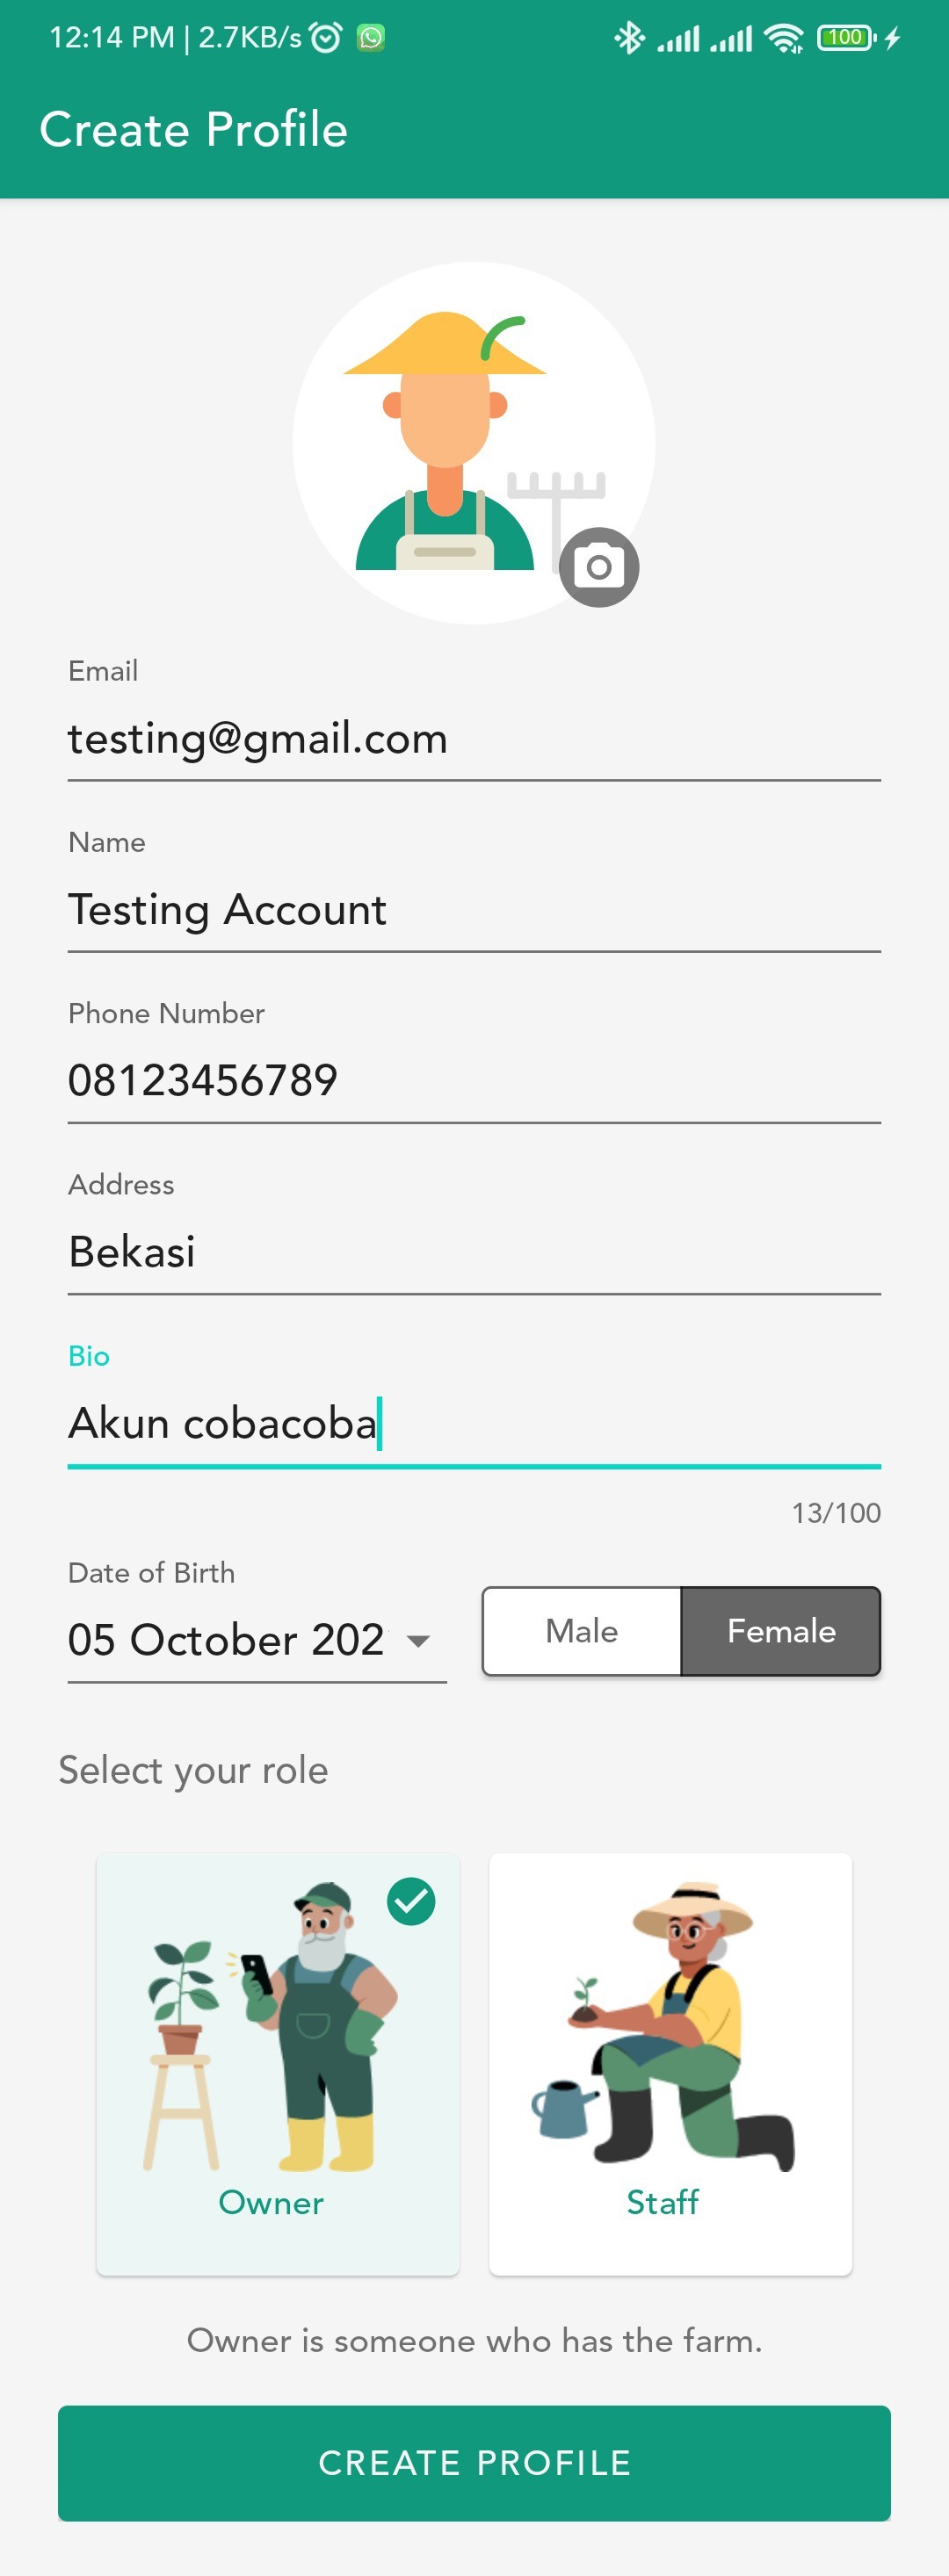 12:14 PM | 2.7KB/s
100
Create Profile
Email
testing@gmail.com
Name
Testing Account
Phone Number
08123456789
Address
Bekasi
Bio
Akun cobacoba
13/100
Date of Birth
05 October 202
Male
Female
Select your role
Owner
Staff
Owner is someone who has the farm.
CREATE PROFILE